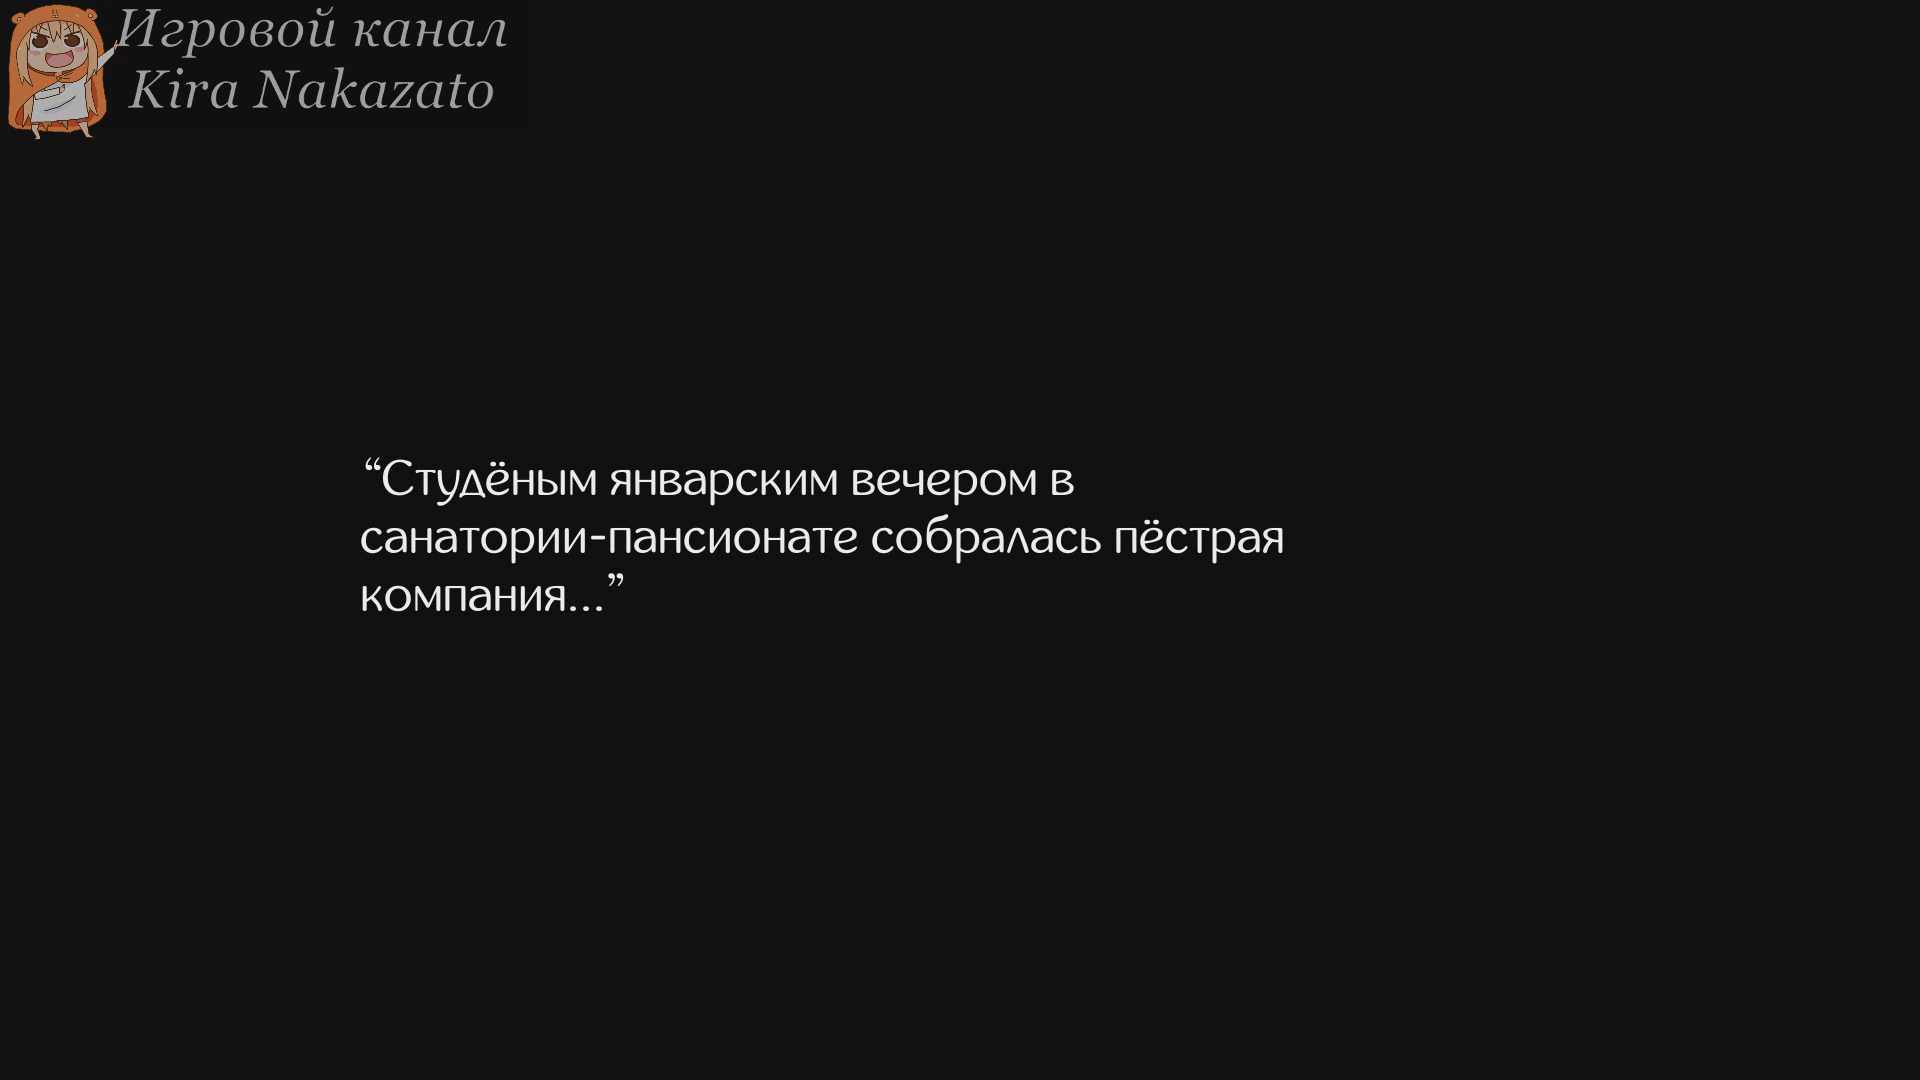 Игровой канал
Kira Nakazato
“Студёным январским вечером в
санатории-пансионате собралась пёстрая
компания...”